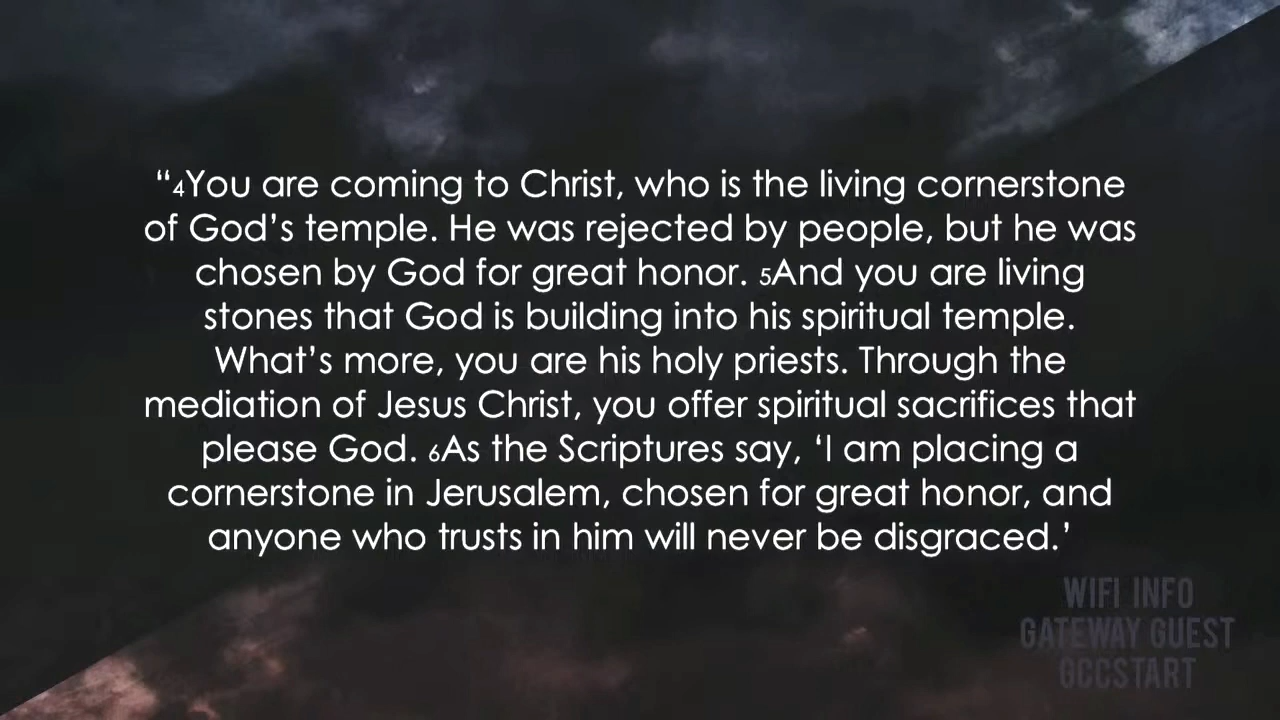 “4You are coming to Christ, who is the living cornerstone
of God’s temple. He was rejected by people, but he was
chosen by God for great honor. 5And you are living
stones that God is building into his spiritual temple.
What’s more, you are his holy priests. Through the
mediation of Jesus Christ, you offer spiritual sacrifices that
please God. 6As the Scriptures say, ‘I am placing a
cornerstone in Jerusalem, chosen for great honor, and
anyone who trusts in him will never be disgraced.’
WIFI INFO
GATEWAY GUEST
GCCSTART